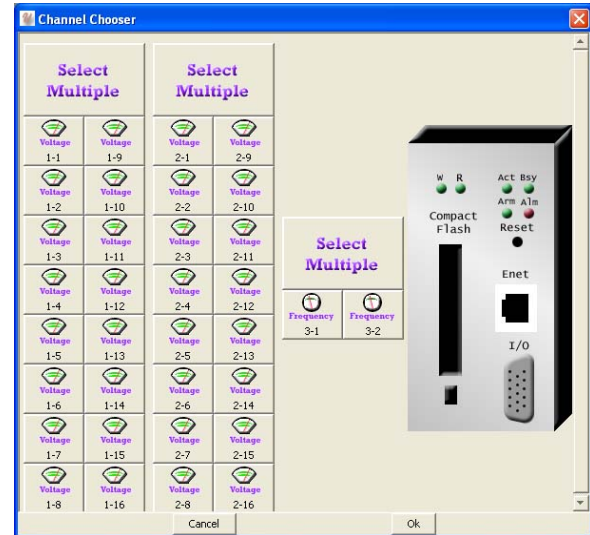 Channel Chooser
Select
Multiple
Select
Multiple
Voltage Voltage Voltage Voltage
1-1 1-9 2-1 2-9
Voltage Voltage Voltage Voltage
1-2 1-10 2-2 2-10
Voltage Voltage Voltage Voltage
1-3 1-11 2-3 2-11
Voltage Voltage Voltage Voltage
1-4 1-12 2-4 2-12
Voltage Voltage Voltage Voltage
1-5 1-13 2-5 2-13
Voltage Voltage Voltage Voltage
1-6 1-14 2-6 2-14
Voltage Voltage Voltage Voltage
1-7 1-15 2-7 2-15
Voltage Voltage Voltage Voltage
1-8 1-16 2-8 2-16
Select
Multiple
Frequency Frequency
3-1 3-2
W R Act Bsy
Arm Alm
Compact
Flash
Reset
Enet
I/O
Cancel Ok